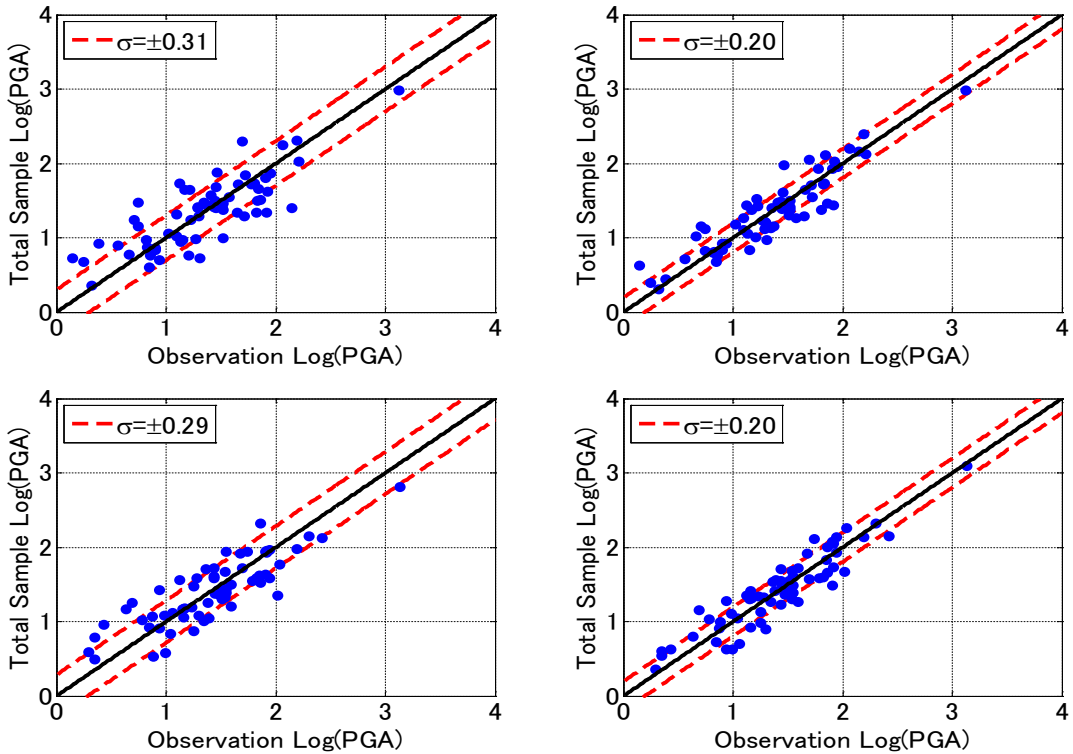 4
3
2
1
0
Total Sample Log(PGA)
σ=±0.31
0 1 2 3 4
Observation Log(PGA)
4
3
2
1
0
Total Sample Log(PGA)
σ=±0.20
0 1 2 3 4
Observation Log(PGA)
4
3
2
1
0
Total Sample Log(PGA)
σ=±0.29
0 1 2 3 4
Observation Log(PGA)
4
3
2
1
0
Total Sample Log(PGA)
σ=±0.20
0 1 2 3 4
Observation Log(PGA)